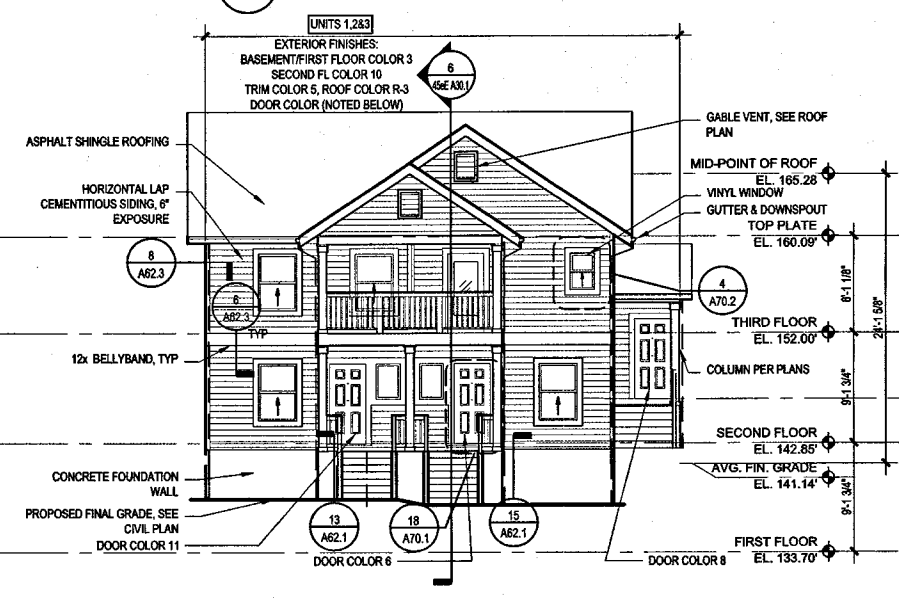 UNITS 1,2&3
EXTERIOR FINISHES:
BASEMENT/FIRST FLOOR COLOR 3
SECOND FL COLOR 10
TRIM COLOR 5, ROOF COLOR R-3
DOOR COLOR (NOTED BELOW)
6
A30.1
ASPHALT SHINGLE ROOFING
HORIZONTAL LAP
CEMENTITIOUS SIDING, 6"
EXPOSURE
8
A62.3
6
A62.3
TYP
12x BELLYBAND, TYP
CONCRETE FOUNDATION
WALL
PROPOSED FINAL GRADE, SEE
CIVIL PLAN
DOOR COLOR 11
13
A62.1
18
A70.1
15
A62.1
DOOR COLOR 6
DOOR COLOR 8
GABLE VENT, SEE ROOF
PLAN
MID-POINT OF ROOF
EL. 165.28
VINYL WINDOW
GUTTER & DOWNSPOUT
TOP PLATE
EL. 160.09'
4
A70.2
THIRD FLOOR
EL. 152.00'
COLUMN PER PLANS
SECOND FLOOR
EL. 142.85'
AVG. FIN. GRADE
EL. 141.14'
FIRST FLOOR
EL. 133.70'
8'-1 1/8"
9'-1 3/4"
9'-1 3/4"
24'-1 5/8"